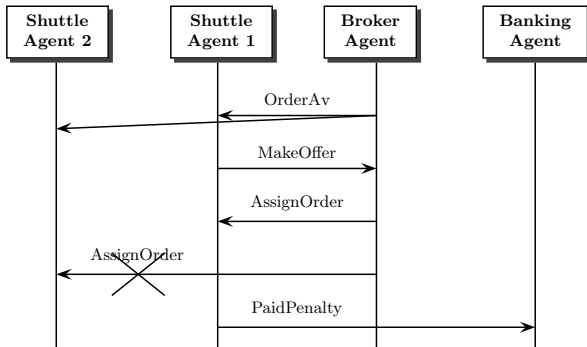 Shuttle
Agent 2
Shuttle
Agent 1
Broker
Agent
Banking
Agent
OrderAv
MakeOffer
AssignOrder
AssignOrder
PaidPenalty